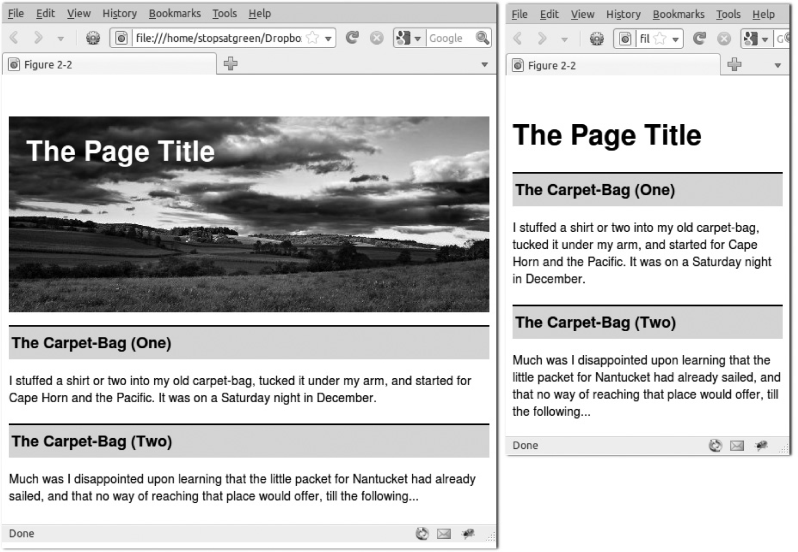 File Edit View History Bookmarks Tools Help
file:///home/stopsatgreen/Dropbo Google
Figure 2-2
The Page Title
The Carpet-Bag (One)
I stuffed a shirt or two into my old carpet-bag, tucked it under my arm, and started for
Cape Horn and the Pacific. It was on a Saturday night in December.
The Carpet-Bag (Two)
Much was I disappointed upon learning that the little packet for Nantucket had already
sailed, and that no way of reaching that place would offer, till the following...
Done
File Edit View History Bookmarks Tools Help
fil G
Figure 2-2
The Page Title
The Carpet-Bag (One)
I stuffed a shirt or two into my old carpet-bag,
tucked it under my arm, and started for Cape
Horn and the Pacific. It was on a Saturday night
in December.
The Carpet-Bag (Two)
Much was I disappointed upon learning that the
little packet for Nantucket had already sailed, and
that no way of reaching that place would offer, till
the following...
Done